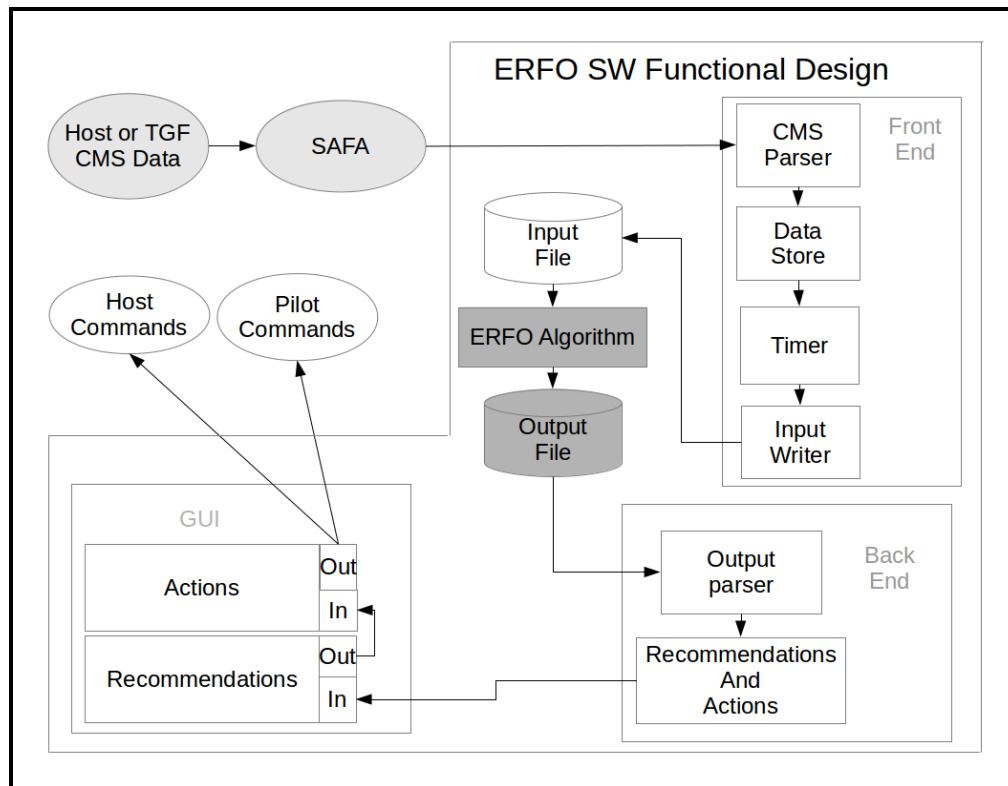 ERFO SW Functional Design
Host or TGF
CMS Data
SAFA
CMS
Parser
Front
End
Data
Store
Timer
Input
Writer
Input
File
ERFO Algorithm
Output
File
Host
Commands
Pilot
Commands
GUI
Actions
Out
In
Recommendations
Out
In
Output
parser
Back
End
Recommendations
And
Actions